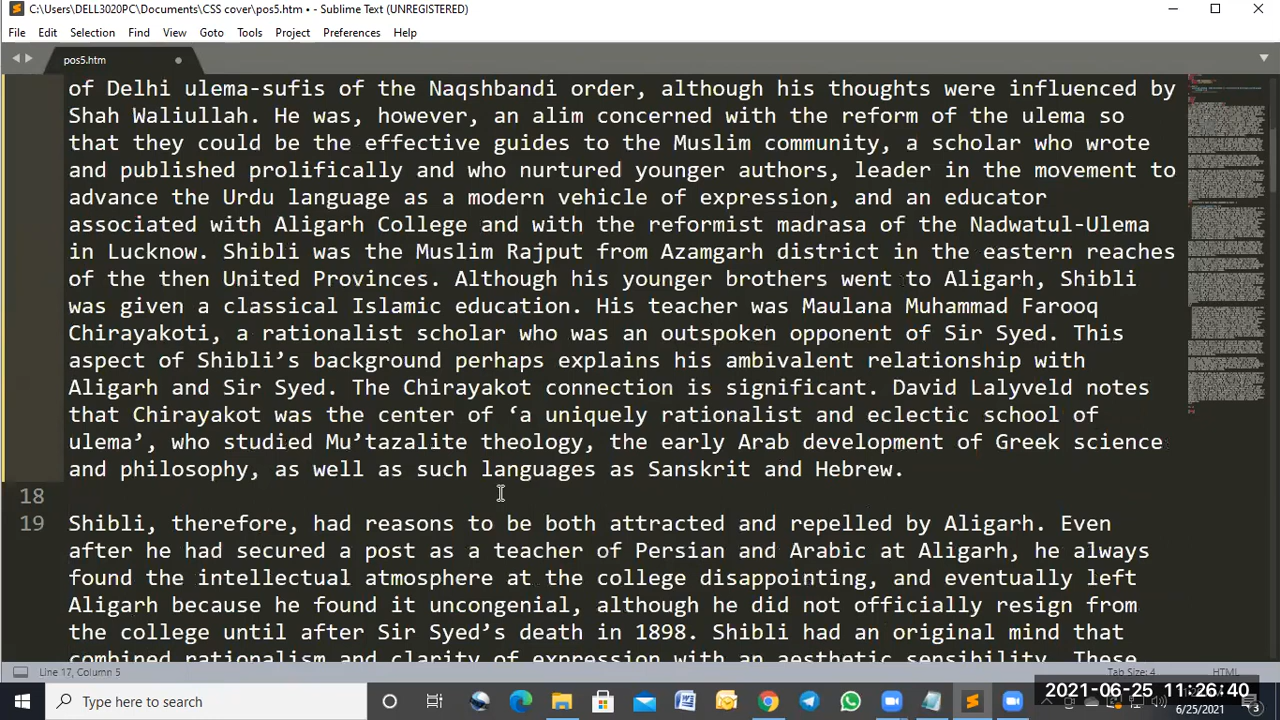 C:\Users\DELL3020PC\Documents\CSS cover\pos5.htm • - Sublime Text (UNREGISTERED)
File Edit Selection Find View Goto Tools Project Preferences Help
pos5.htm
of Delhi ulema-sufis of the Naqshbandi order, although his thoughts were influenced by
Shah Waliullah. He was, however, an alim concerned with the reform of the ulema so
that they could be the effective guides to the Muslim community, a scholar who wrote
and published prolifically and who nurtured younger authors, leader in the movement to
advance the Urdu language as a modern vehicle of expression, and an educator
associated with Aligarh College and with the reformist madrasa of the Nadwatul-Ulema
in Lucknow. Shibli was the Muslim Rajput from Azamgarh district in the eastern reaches
of the then United Provinces. Although his younger brothers went to Aligarh, Shibli
was given a classical Islamic education. His teacher was Maulana Muhammad Farooq
Chirayakoti, a rationalist scholar who was an outspoken opponent of Sir Syed. This
aspect of Shibli’s background perhaps explains his ambivalent relationship with
Aligarh and Sir Syed. The Chirayakot connection is significant. David Lalyveld notes
that Chirayakot was the center of ‘a uniquely rationalist and eclectic school of
ulema’, who studied Mu’tazalite theology, the early Arab development of Greek science
and philosophy, as well as such languages as Sanskrit and Hebrew.
18
19 Shibli, therefore, had reasons to be both attracted and repelled by Aligarh. Even
after he had secured a post as a teacher of Persian and Arabic at Aligarh, he always
found the intellectual atmosphere at the college disappointing, and eventually left
Aligarh because he found it uncongenial, although he did not officially resign from
the college until after Sir Syed’s death in 1898. Shibli had an original mind that
combined rationalism and clarity of expression with an aesthetic sensibility. These
Line 17, Column 5 Tab Size: 4 HTML
Type here to search
2021-06-25 11:26:40
6/25/2021